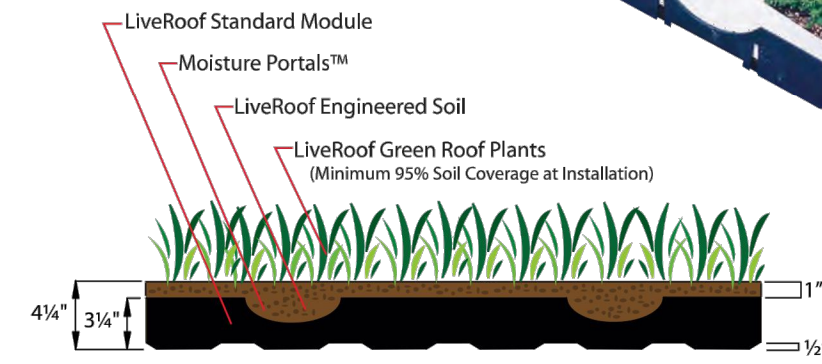 LiveRoof Standard Module
Moisture Portals™
LiveRoof Engineered Soil
LiveRoof Green Roof Plants
(Minimum 95% Soil Coverage at Installation)
4¼"
3¼"
1"
½